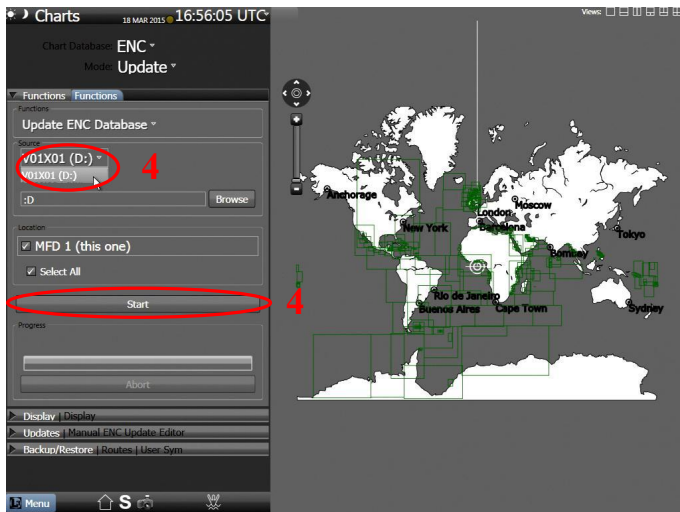 Charts 18 MAR 2015 16:56:05 UTC
Views:
Chart Database: ENC
Mode: Update
Functions Functions
Functions
Update ENC Database
Source
V01X01 (D:)
V01X01 (D:)
4
:D Browse
Location
MFD 1 (this one)
Select All
Start
4
Progress
Abort
Display | Display
Updates | Manual ENC Update Editor
Backup/Restore | Routes | User Sym
Menu S
Anchorage
Moscow
London
New York
Barcelona
Tokyo
Bombay
Rio de Janeiro
Buenos Aires
Cape Town
Sydney